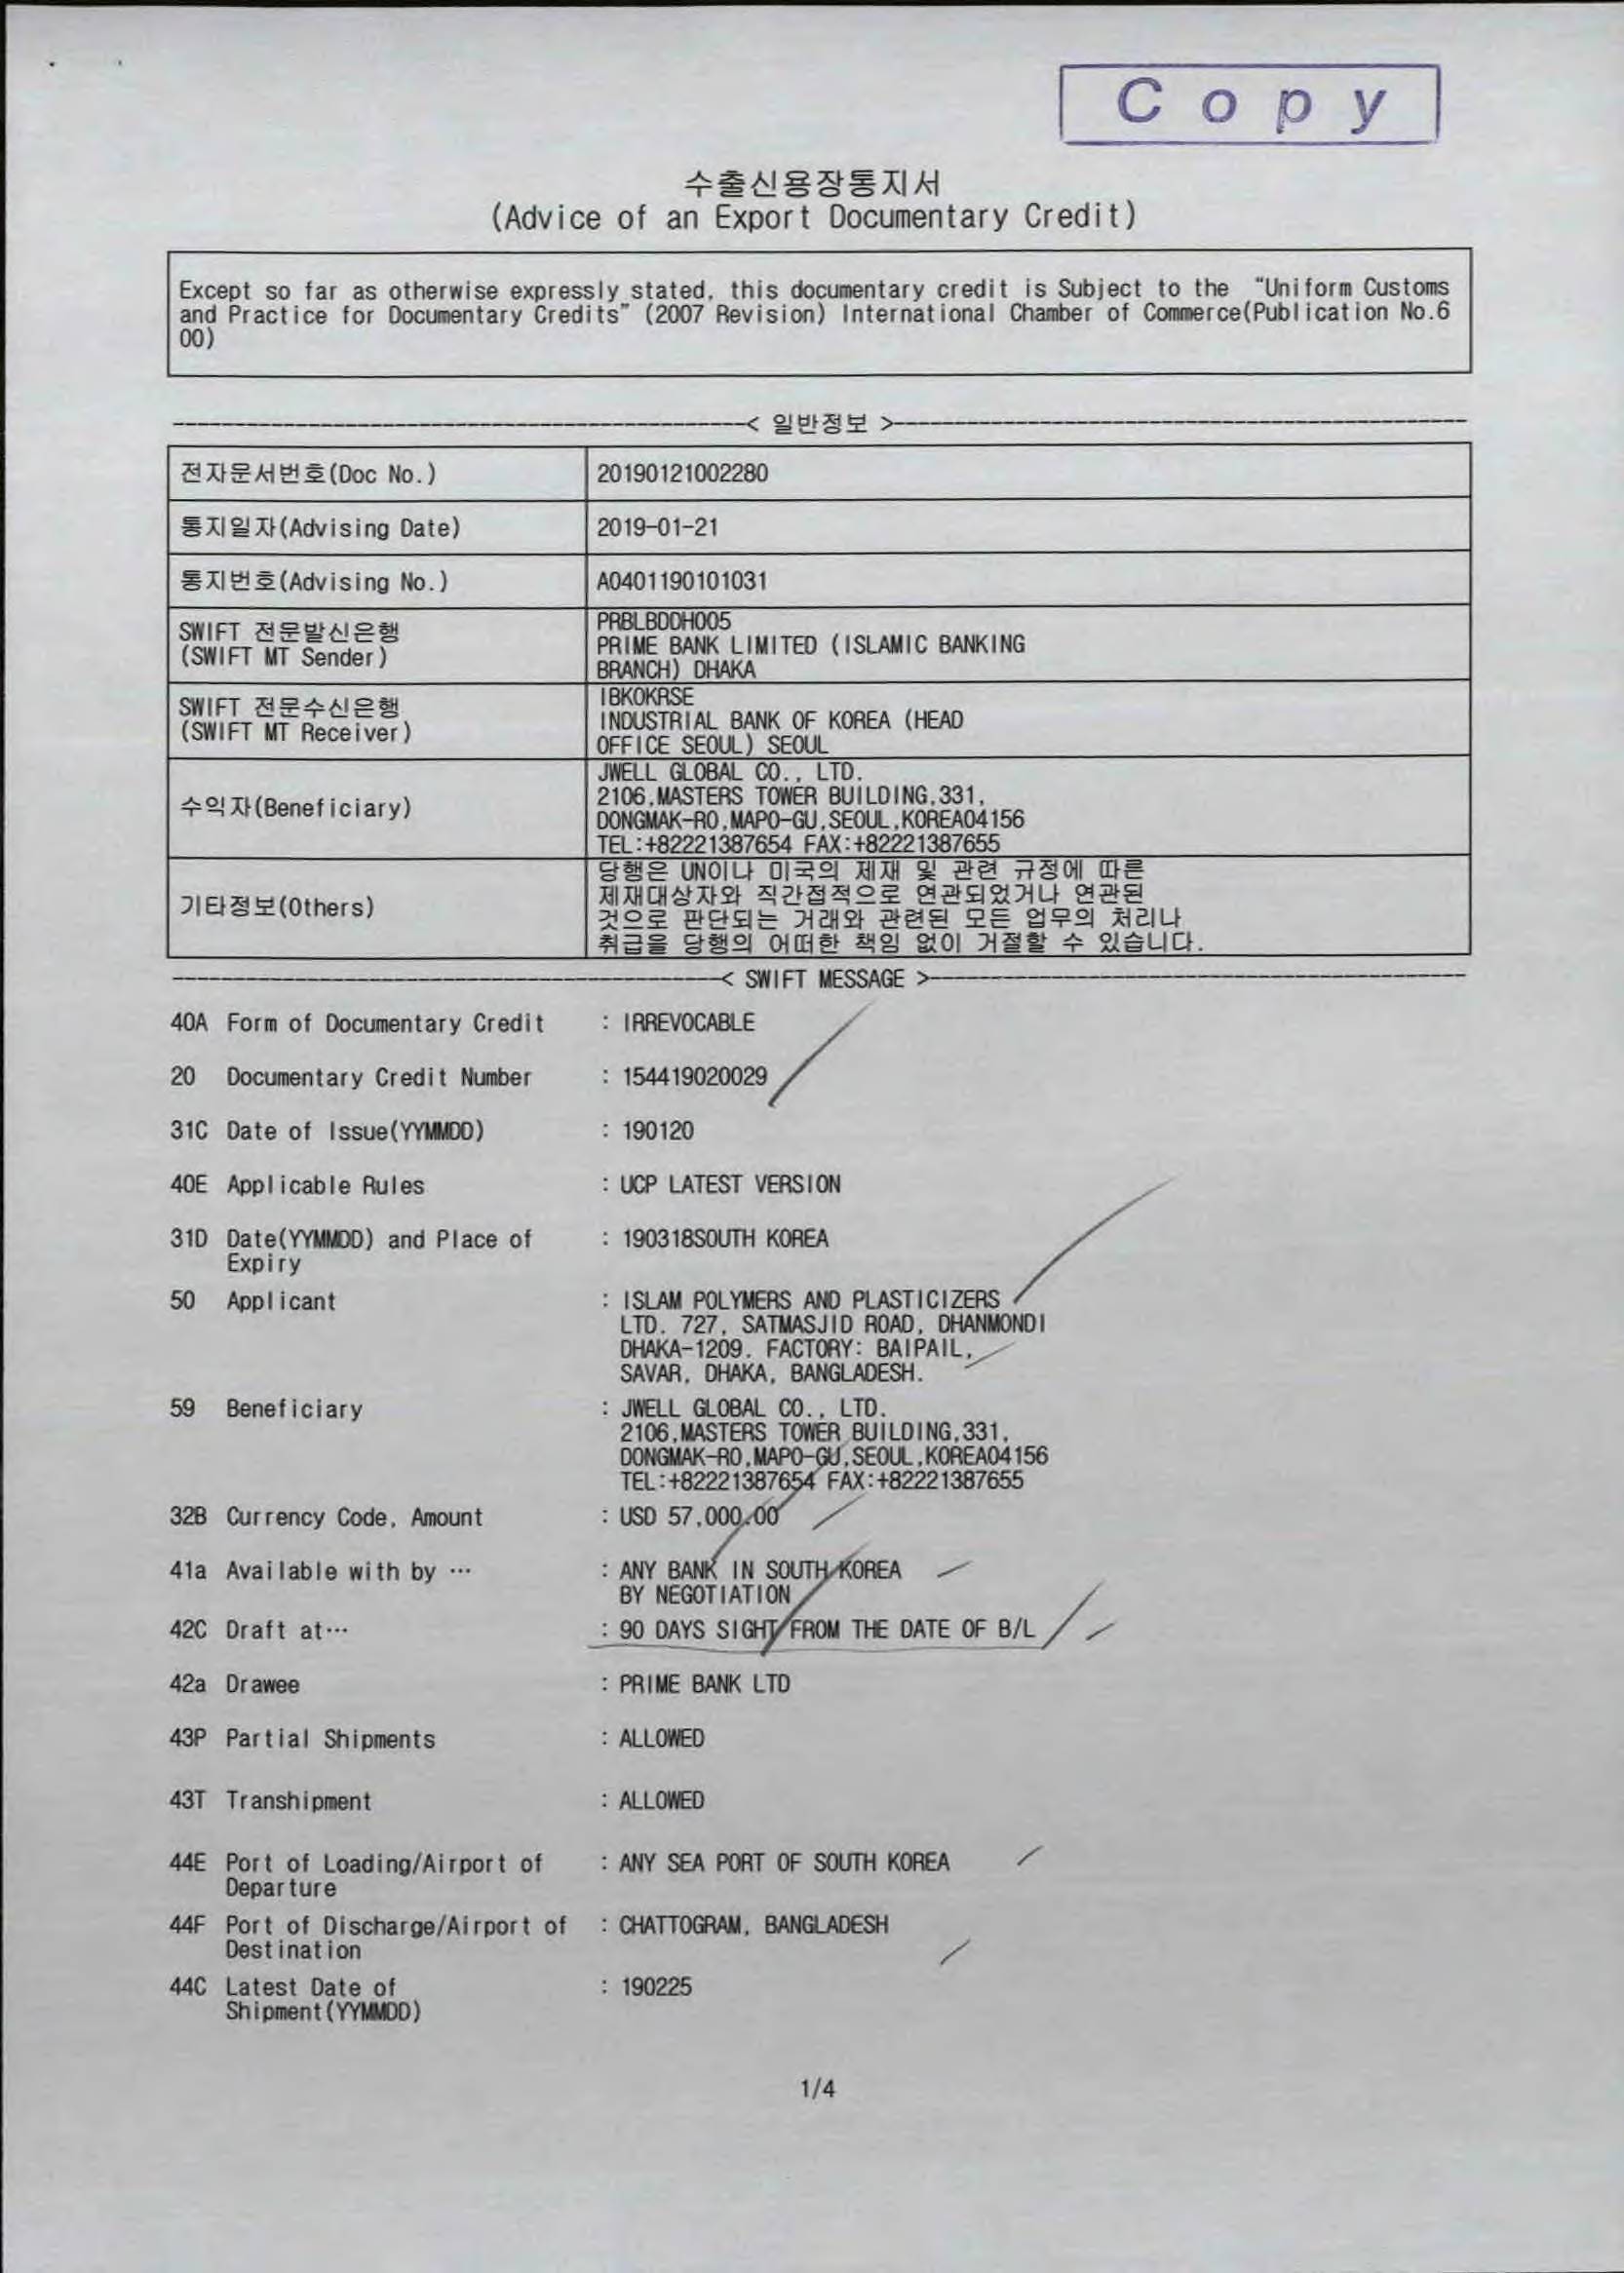 Copy
수출신용장통지서
(Advice of an Export Documentary Credit)
Except so far as otherwise expressly stated, this documentary credit is Subject to the "Uniform Customs
and Practice for Documentary Credits" (2007 Revision) International Chamber of Commerce(Publication No.6
00)
< 일반정보 >
전자문서번호(Doc No.) 20190121002280
통지일자(Advising Date) 2019-01-21
통지번호(Advising No.) A0401190101031
SWIFT 전문발신은행
(SWIFT MT Sender)
PRBLBDDH005
PRIME BANK LIMITED (ISLAMIC BANKING
BRANCH) DHAKA
SWIFT 전문수신은행
(SWIFT MT Receiver)
IBKOKRSE
INDUSTRIAL BANK OF KOREA (HEAD
OFFICE SEOUL) SEOUL
수익자(Beneficiary)
JWELL GLOBAL CO., LTD.
2106,MASTERS TOWER BUILDING,331,
DONGMAK-RO,MAPO-GU,SEOUL,KOREA04156
TEL:+82221387654 FAX:+82221387655
기타정보(Others)
당행은 UN이나 미국의 제재 및 관련 규정에 따른
제재대상자와 직간접적으로 연관되었거나 연관된
것으로 판단되는 거래와 관련된 모든 업무의 처리나
취급을 당행의 어떠한 책임 없이 거절할 수 있습니다.
< SWIFT MESSAGE >
40A Form of Documentary Credit : IRREVOCABLE
20 Documentary Credit Number : 154419020029
31C Date of Issue(YYMMDD) : 190120
40E Applicable Rules : UCP LATEST VERSION
31D Date(YYMMDD) and Place of : 190318SOUTH KOREA
Expiry
50 Applicant : ISLAM POLYMERS AND PLASTICIZERS
LTD. 727, SATMASJID ROAD, DHANMONDI
DHAKA-1209. FACTORY: BAIPAIL,
SAVAR, DHAKA, BANGLADESH.
59 Beneficiary : JWELL GLOBAL CO., LTD.
2106,MASTERS TOWER BUILDING,331,
DONGMAK-RO,MAPO-GU,SEOUL,KOREA04156
TEL:+82221387654 FAX:+82221387655
32B Currency Code, Amount : USD 57,000.00
41a Available with by … : ANY BANK IN SOUTH KOREA
BY NEGOTIATION
42C Draft at… : 90 DAYS SIGHT FROM THE DATE OF B/L
42a Drawee : PRIME BANK LTD
43P Partial Shipments : ALLOWED
43T Transhipment : ALLOWED
44E Port of Loading/Airport of : ANY SEA PORT OF SOUTH KOREA
Departure
44F Port of Discharge/Airport of : CHATTOGRAM, BANGLADESH
Destination
44C Latest Date of : 190225
Shipment(YYMMDD)
1/4